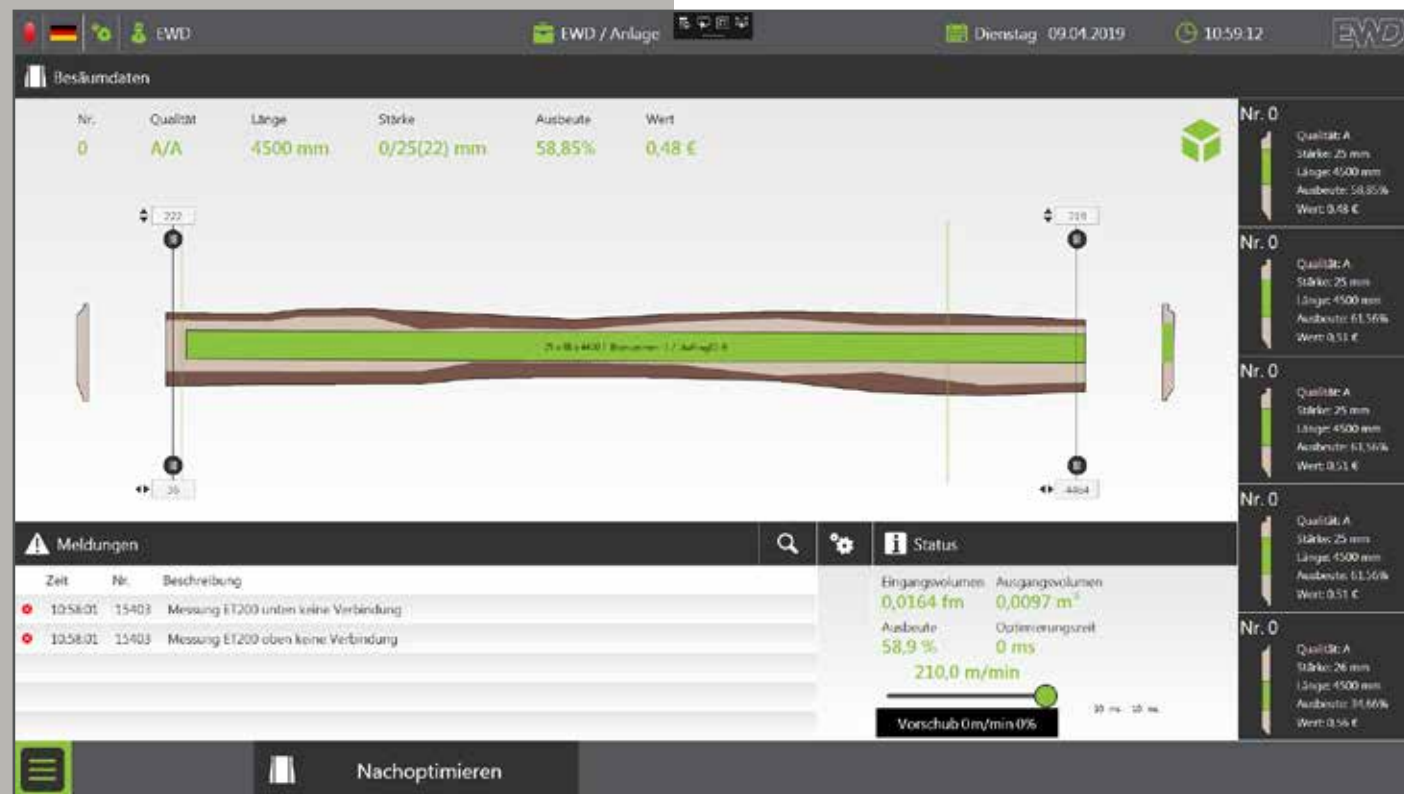 EWD
EWD / Anlage
Dienstag 09.04.2019
10:59:12
EWD
Besäumdaten
Nr. Qualität Länge Stärke Ausbeute Wert
0 A/A 4500 mm 0/25(22) mm 58,85% 0,48 €
222
36
4464
Meldungen
Zeit Nr. Beschreibung
10:58:01 15403 Messung ET200 unten keine Verbindung
10:58:01 15403 Messung ET200 oben keine Verbindung
Status
Eingangsvolumen Ausgangsvolumen
0,0164 fm 0,0097 m³
Ausbeute Optimierungszeit
58,9 % 0 ms
210,0 m/min
Vorschub 0m/min 0%
Nr. 0
Qualität: A
Stärke: 25 mm
Länge: 4500 mm
Ausbeute: 58,85%
Wert: 0,48 €
Nr. 0
Qualität: A
Stärke: 25 mm
Länge: 4500 mm
Ausbeute: 61,56%
Wert: 0,51 €
Nr. 0
Qualität: A
Stärke: 25 mm
Länge: 4500 mm
Ausbeute: 61,56%
Wert: 0,51 €
Nr. 0
Qualität: A
Stärke: 25 mm
Länge: 4500 mm
Ausbeute: 61,56%
Wert: 0,51 €
Nr. 0
Qualität: A
Stärke: 26 mm
Länge: 4500 mm
Ausbeute: 34,66%
Wert: 0,56 €
Nachoptimieren